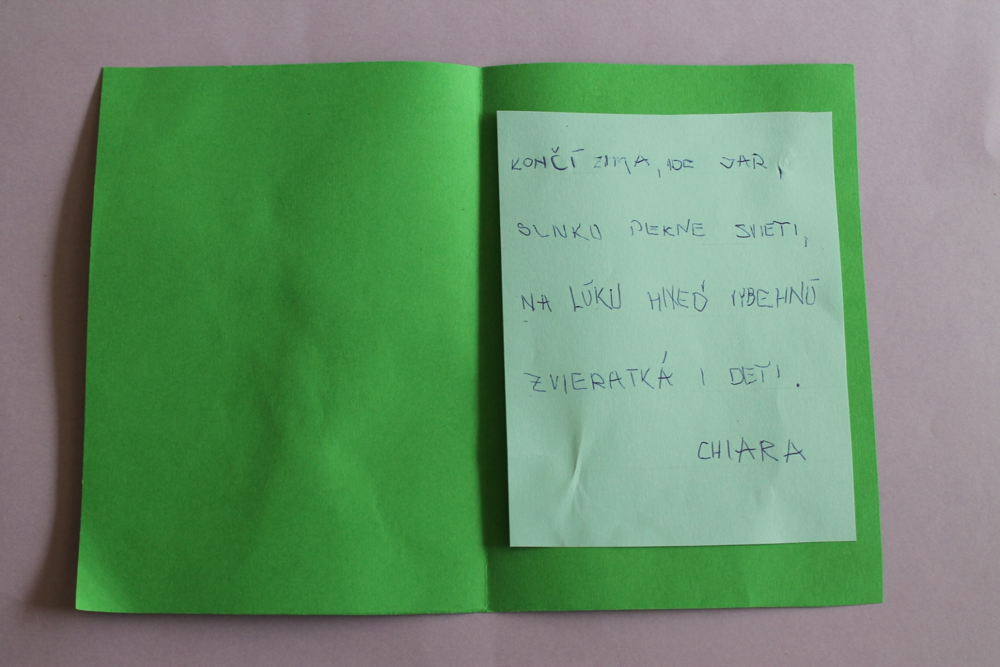 KONČÍ ZIMA, IDE JAR,
SLNKO PEKNE SVIETI,
NA LÚKU HNEĎ VYBEHNÚ
ZVIERATKÁ I DETI.
CHIARA